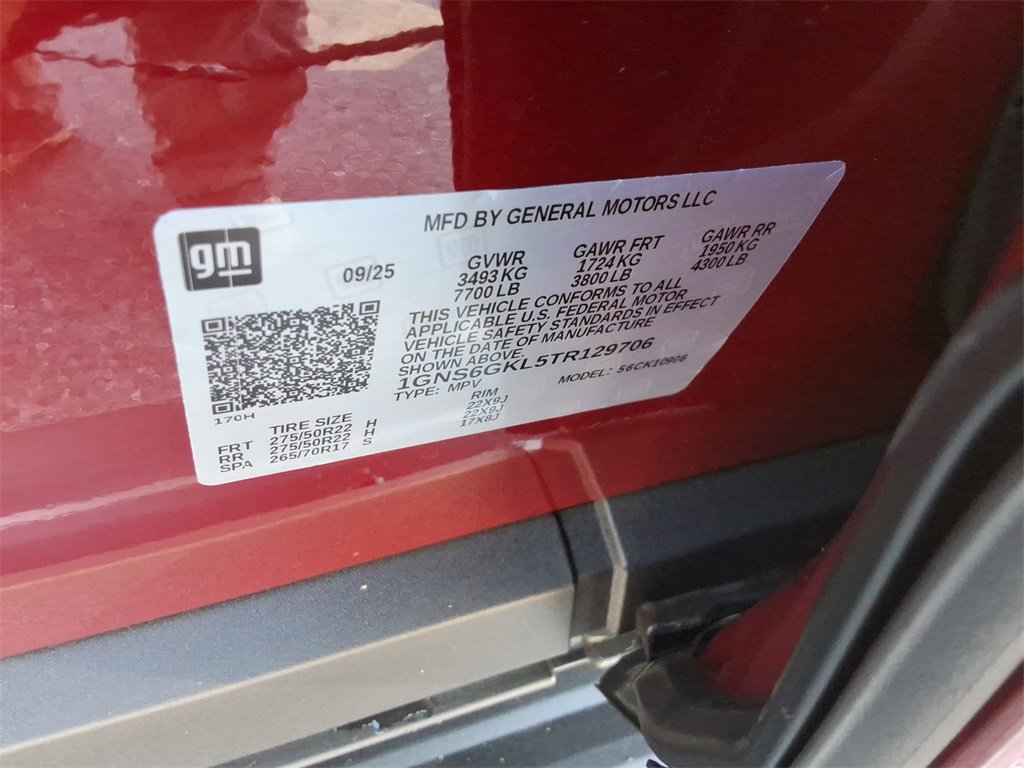 MFD BY GENERAL MOTORS LLC
gm
09/25
GVWR GAWR FRT GAWR RR
3493 KG 1724 KG 1950 KG
7700 LB 3800 LB 4300 LB
THIS VEHICLE CONFORMS TO ALL
APPLICABLE U.S. FEDERAL MOTOR
VEHICLE SAFETY STANDARDS IN EFFECT
ON THE DATE OF MANUFACTURE
SHOWN ABOVE.
1GNS6GKL5TR129706
TYPE: MPV MODEL: 56CK10906
170H
TIRE SIZE RIM
FRT 275/50R22 H 22X9J
RR 275/50R22 H 22X9J
SPA 265/70R17 S 17X8J